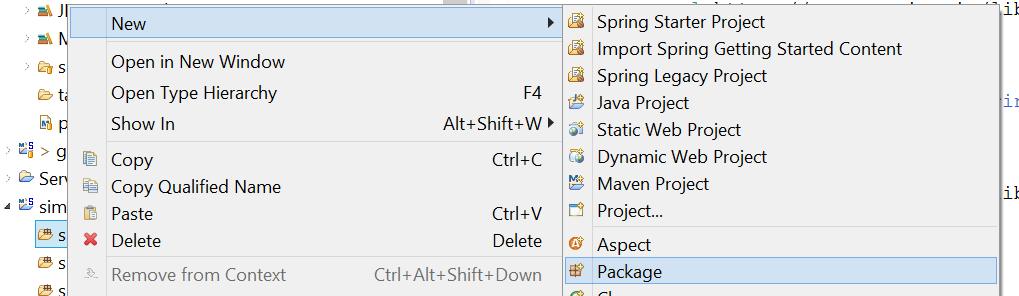 New
Open in New Window
Open Type Hierarchy F4
Show In Alt+Shift+W
Copy Ctrl+C
Copy Qualified Name
Paste Ctrl+V
Delete Delete
Remove from Context Ctrl+Alt+Shift+Down
Spring Starter Project
Import Spring Getting Started Content
Spring Legacy Project
Java Project
Static Web Project
Dynamic Web Project
Maven Project
Project...
Aspect
Package